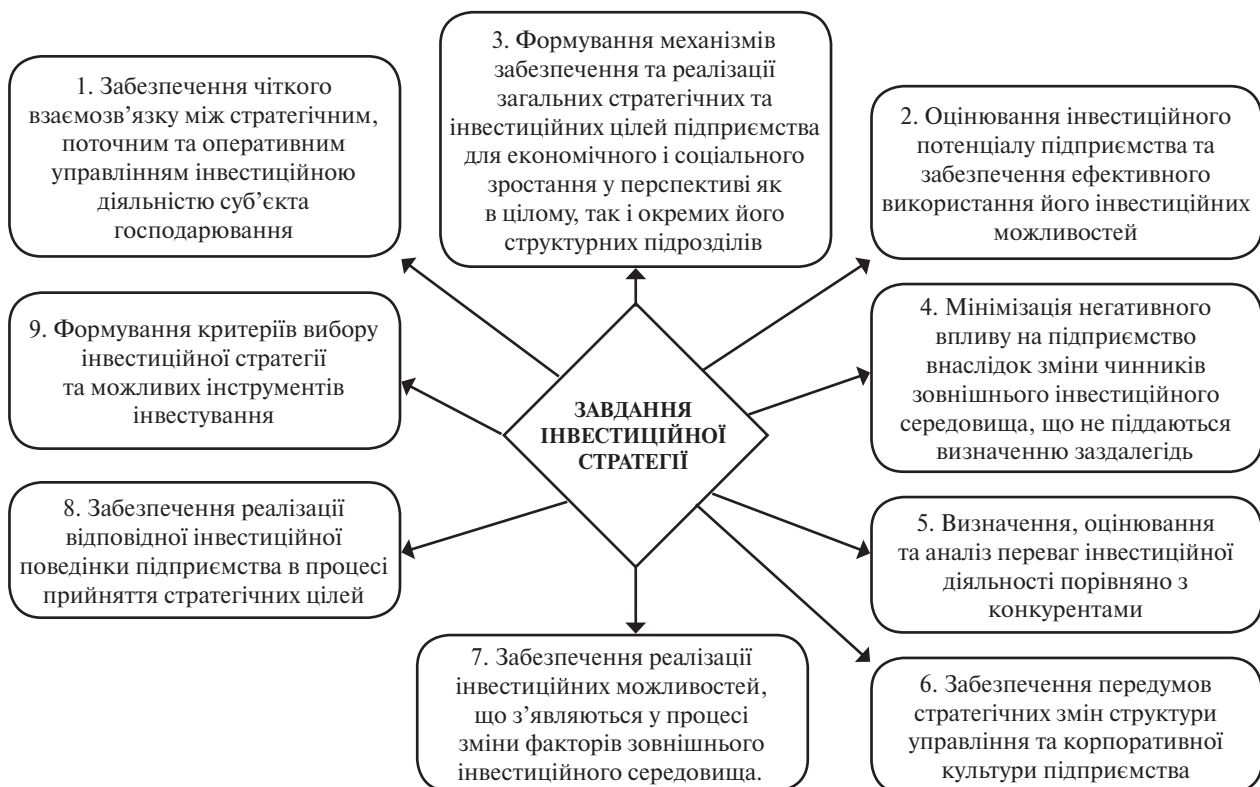 1. Забезпечення чіткого
взаємозв'язку між стратегічним,
поточним та оперативним
управлінням інвестиційною
діяльністю суб'єкта
господарювання
3. Формування механізмів
забезпечення та реалізації
загальних стратегічних та
інвестиційних цілей підприємства
для економічного і соціального
зростання у перспективі як
в цілому, так і окремих його
структурних підрозділів
2. Оцінювання інвестиційного
потенціалу підприємства та
забезпечення ефективного
використання його інвестиційних
можливостей
9. Формування критеріїв вибору
інвестиційної стратегії
та можливих інструментів
інвестування
ЗАВДАННЯ
ІНВЕСТИЦІЙНОЇ
СТРАТЕГІЇ
4. Мінімізація негативного
впливу на підприємство
внаслідок зміни чинників
зовнішнього інвестиційного
середовища, що не піддаються
визначенню заздалегідь
8. Забезпечення реалізації
відповідної інвестиційної
поведінки підприємства в процесі
прийняття стратегічних цілей
5. Визначення, оцінювання
та аналіз переваг інвестиційної
діяльності порівняно з
конкурентами
7. Забезпечення реалізації
інвестиційних можливостей,
що з'являються у процесі
зміни факторів зовнішнього
інвестиційного середовища.
6. Забезпечення передумов
стратегічних змін структури
управління та корпоративної
культури підприємства